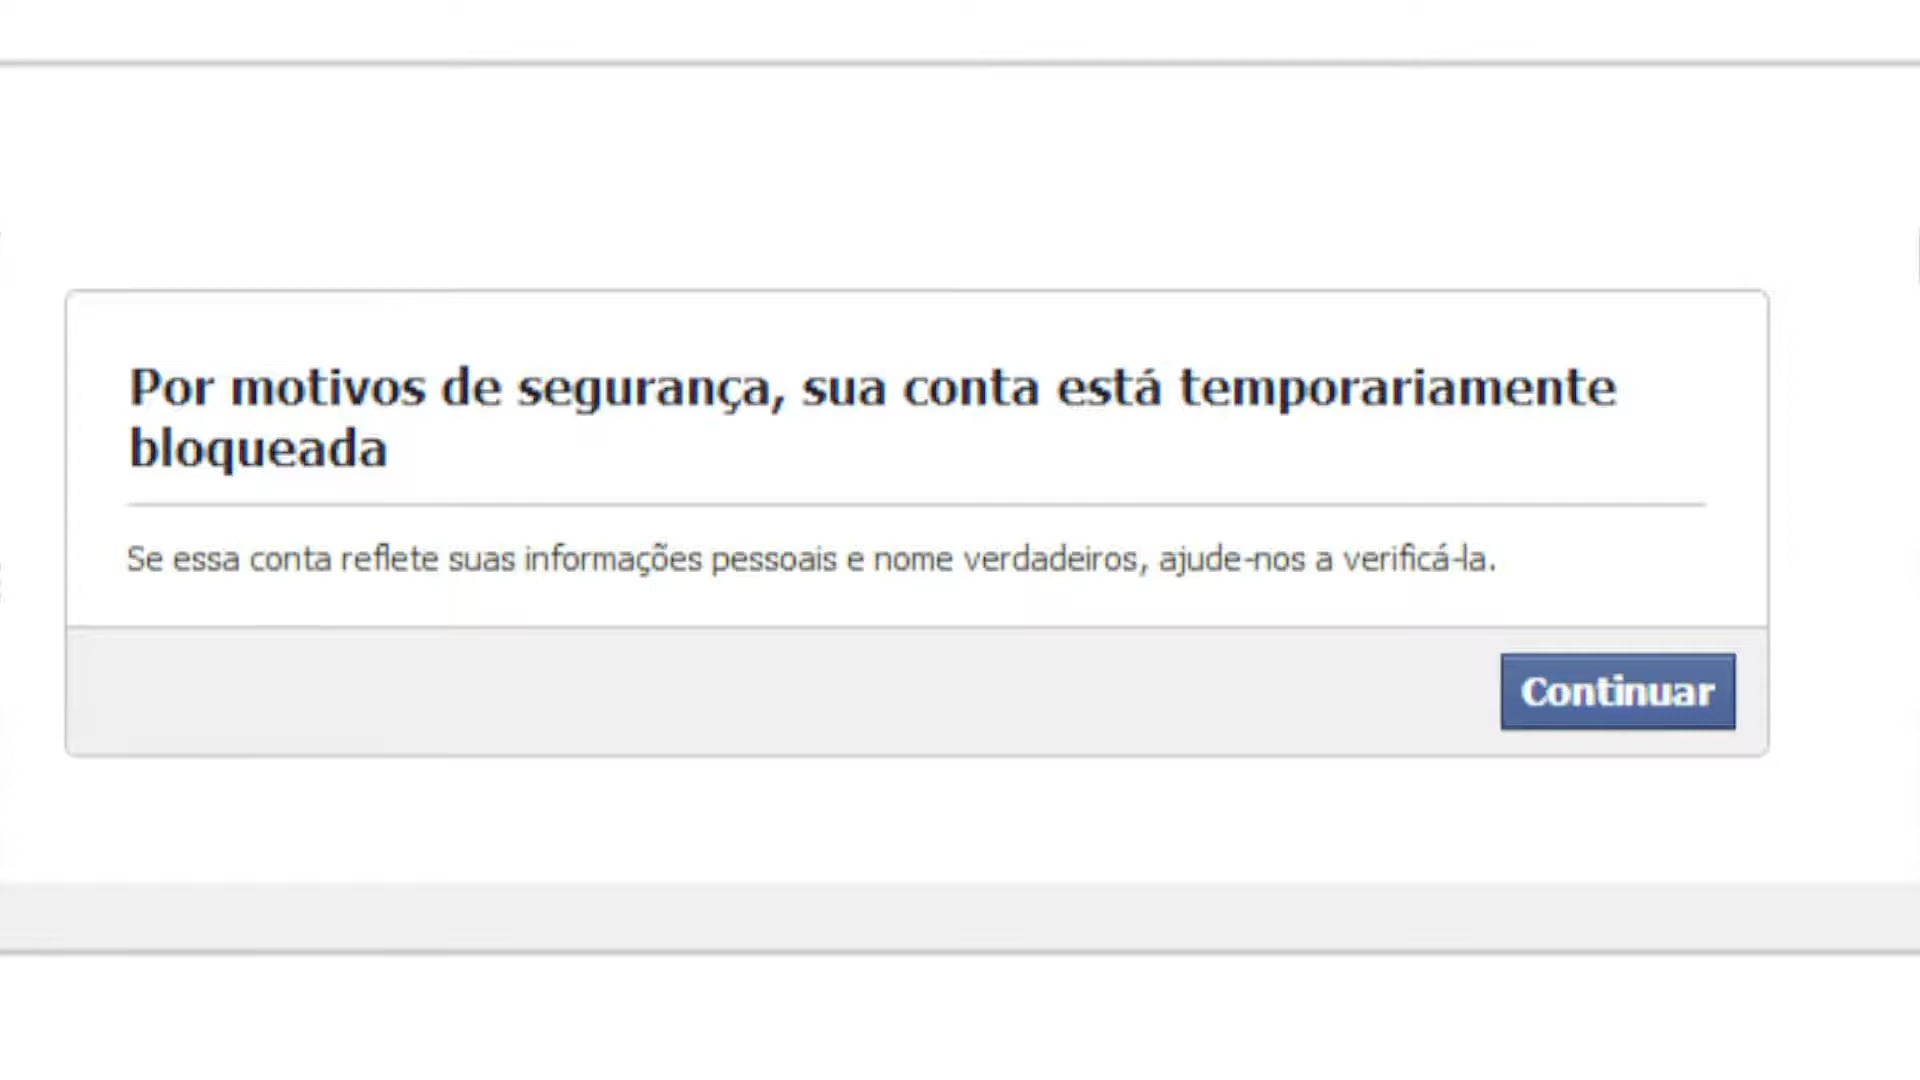 Por motivos de segurança, sua conta está temporariamente
bloqueada
Se essa conta reflete suas informações pessoais e nome verdadeiros, ajude-nos a verificá-la.
Continuar